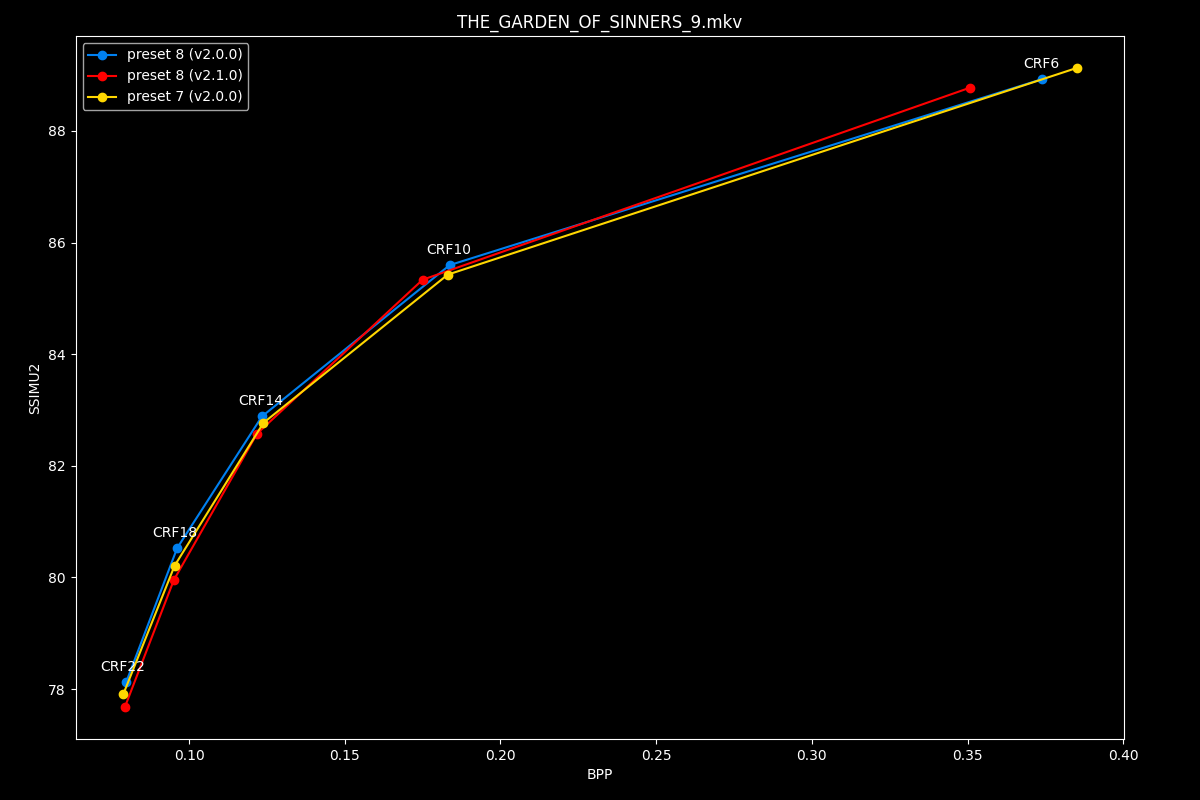 THE_GARDEN_OF_SINNERS_9.mkv
preset 8 (v2.0.0)
preset 8 (v2.1.0)
preset 7 (v2.0.0)
CRF6
CRF10
CRF14
CRF18
CRF22
88
86
84
82
80
78
SSIMU2
0.10 0.15 0.20 0.25 0.30 0.35 0.40
BPP